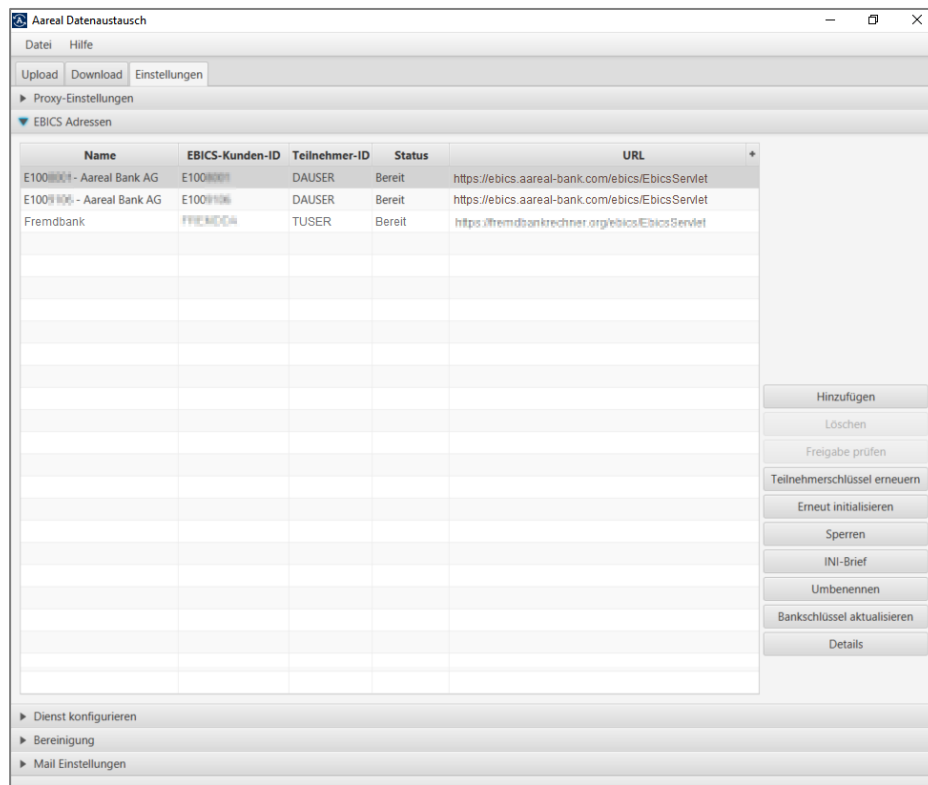 Aareal Datenaustausch
Datei Hilfe
Upload Download Einstellungen
Proxy-Einstellungen
EBICS Adressen
Name EBICS-Kunden-ID Teilnehmer-ID Status URL +
- Aareal Bank AG DAUSER Bereit https://ebics.aareal-bank.com/ebics/EbicsServlet
- Aareal Bank AG DAUSER Bereit https://ebics.aareal-bank.com/ebics/EbicsServlet
Fremdbank TUSER Bereit https://fremdbankrechner.org/ebics/EbicsServlet
Hinzufügen
Löschen
Freigabe prüfen
Teilnehmerschlüssel erneuern
Erneut initialisieren
Sperren
INI-Brief
Umbenennen
Bankschlüssel aktualisieren
Details
Dienst konfigurieren
Bereinigung
Mail Einstellungen